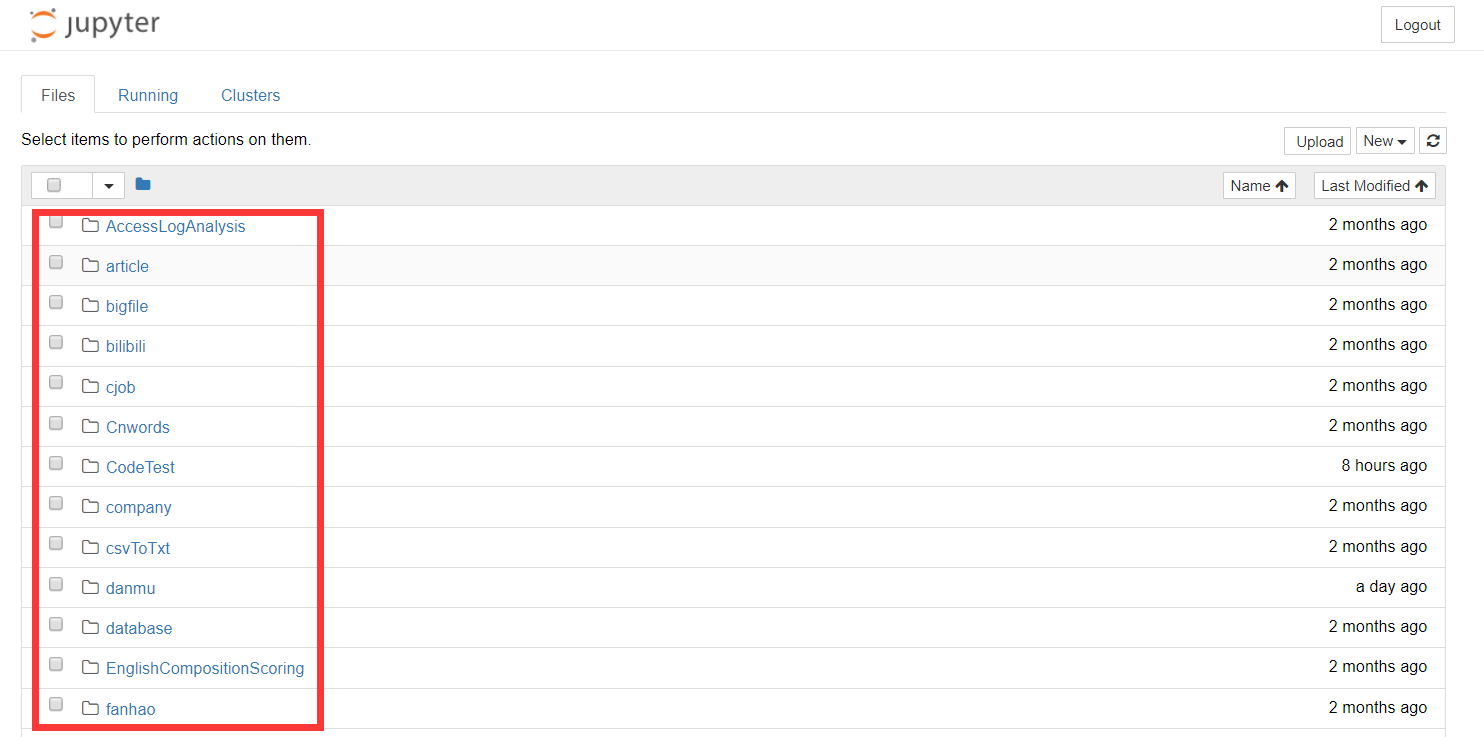 jupyter Logout
Files Running Clusters
Select items to perform actions on them. Upload New
Name Last Modified
AccessLogAnalysis 2 months ago
article 2 months ago
bigfile 2 months ago
bilibili 2 months ago
cjob 2 months ago
Cnwords 2 months ago
CodeTest 8 hours ago
company 2 months ago
csvToTxt 2 months ago
danmu a day ago
database 2 months ago
EnglishCompositionScoring 2 months ago
fanhao 2 months ago